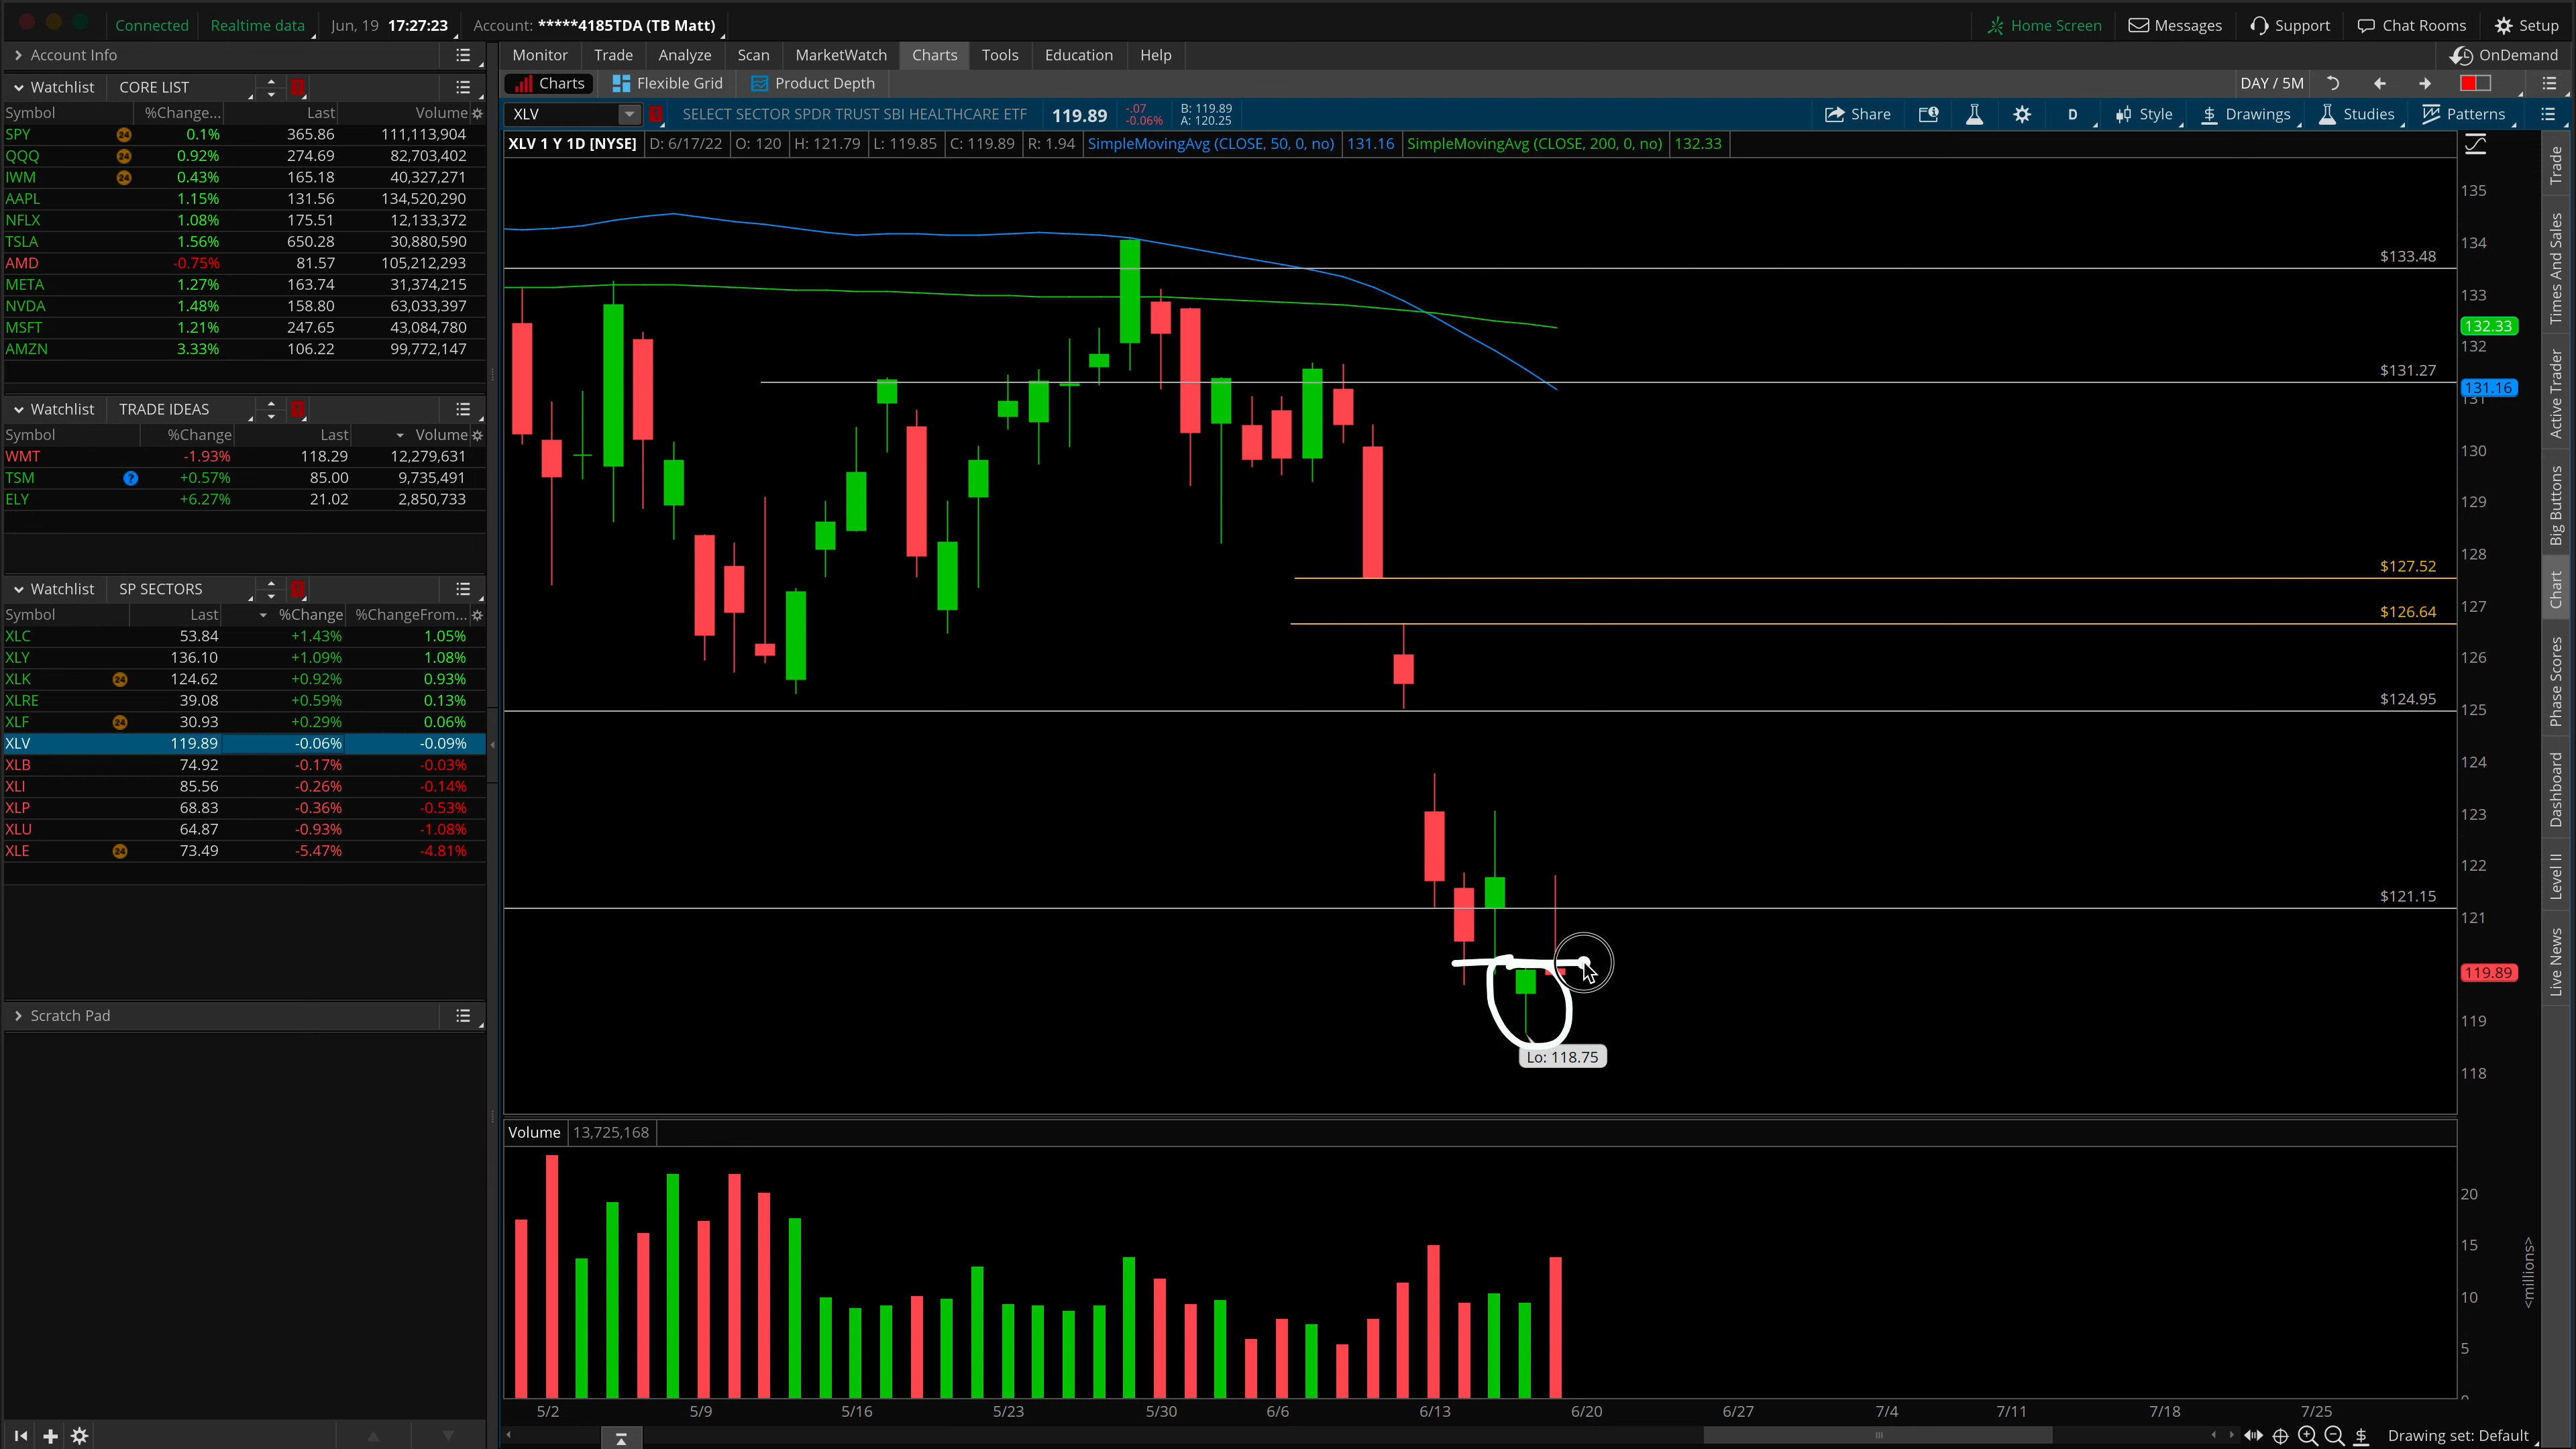 Connected Realtime data Jun, 19 17:27:23 Account: *****4185TDA (TB Matt) Home Screen Messages Support Chat Rooms Setup
Account Info Monitor Trade Analyze Scan MarketWatch Charts Tools Education Help OnDemand
Charts Flexible Grid Product Depth DAY / 5M
XLV SELECT SECTOR SPDR TRUST SBI HEALTHCARE ETF 119.89 -.07 -0.06% B: 119.89 A: 120.25 Share D Style Drawings Studies Patterns
XLV 1 Y 1D [NYSE] D: 6/17/22 O: 120 H: 121.79 L: 119.85 C: 119.89 R: 1.94 SimpleMovingAvg (CLOSE, 50, 0, no) 131.16 SimpleMovingAvg (CLOSE, 200, 0, no) 132.33
Watchlist CORE LIST
Symbol %Change... Last Volume
SPY 24 0.1% 365.86 111,113,904
QQQ 24 0.92% 274.69 82,703,402
IWM 24 0.43% 165.18 40,327,271
AAPL 1.15% 131.56 134,520,290
NFLX 1.08% 175.51 12,133,372
TSLA 1.56% 650.28 30,880,590
AMD -0.75% 81.57 105,212,293
META 1.27% 163.74 31,374,215
NVDA 1.48% 158.80 63,033,397
MSFT 1.21% 247.65 43,084,780
AMZN 3.33% 106.22 99,772,147
Watchlist TRADE IDEAS
Symbol %Change Last Volume
WMT -1.93% 118.29 12,279,631
TSM ? +0.57% 85.00 9,735,491
ELY +6.27% 21.02 2,850,733
Watchlist SP SECTORS
Symbol Last %Change %ChangeFrom...
XLC 53.84 +1.43% 1.05%
XLY 136.10 +1.09% 1.08%
XLK 24 124.62 +0.92% 0.93%
XLRE 39.08 +0.59% 0.13%
XLF 24 30.93 +0.29% 0.06%
XLV 119.89 -0.06% -0.09%
XLB 74.92 -0.17% -0.03%
XLI 85.56 -0.26% -0.14%
XLP 68.83 -0.36% -0.53%
XLU 64.87 -0.93% -1.08%
XLE 24 73.49 -5.47% -4.81%
Scratch Pad
135
134
$133.48
133
132.33
132
$131.27
131.16
131
130
129
128
$127.52
127
$126.64
126
$124.95
125
124
123
122
$121.15
121
119.89
119
Lo: 118.75
118
Volume 13,725,168
20
15
10
5
<millions>
5/2 5/9 5/16 5/23 5/30 6/6 6/13 6/20 6/27 7/4 7/11 7/18 7/25
Drawing set: Default
Trade
Times And Sales
Active Trader
Big Buttons
Chart
Phase Scores
Dashboard
Level II
Live News